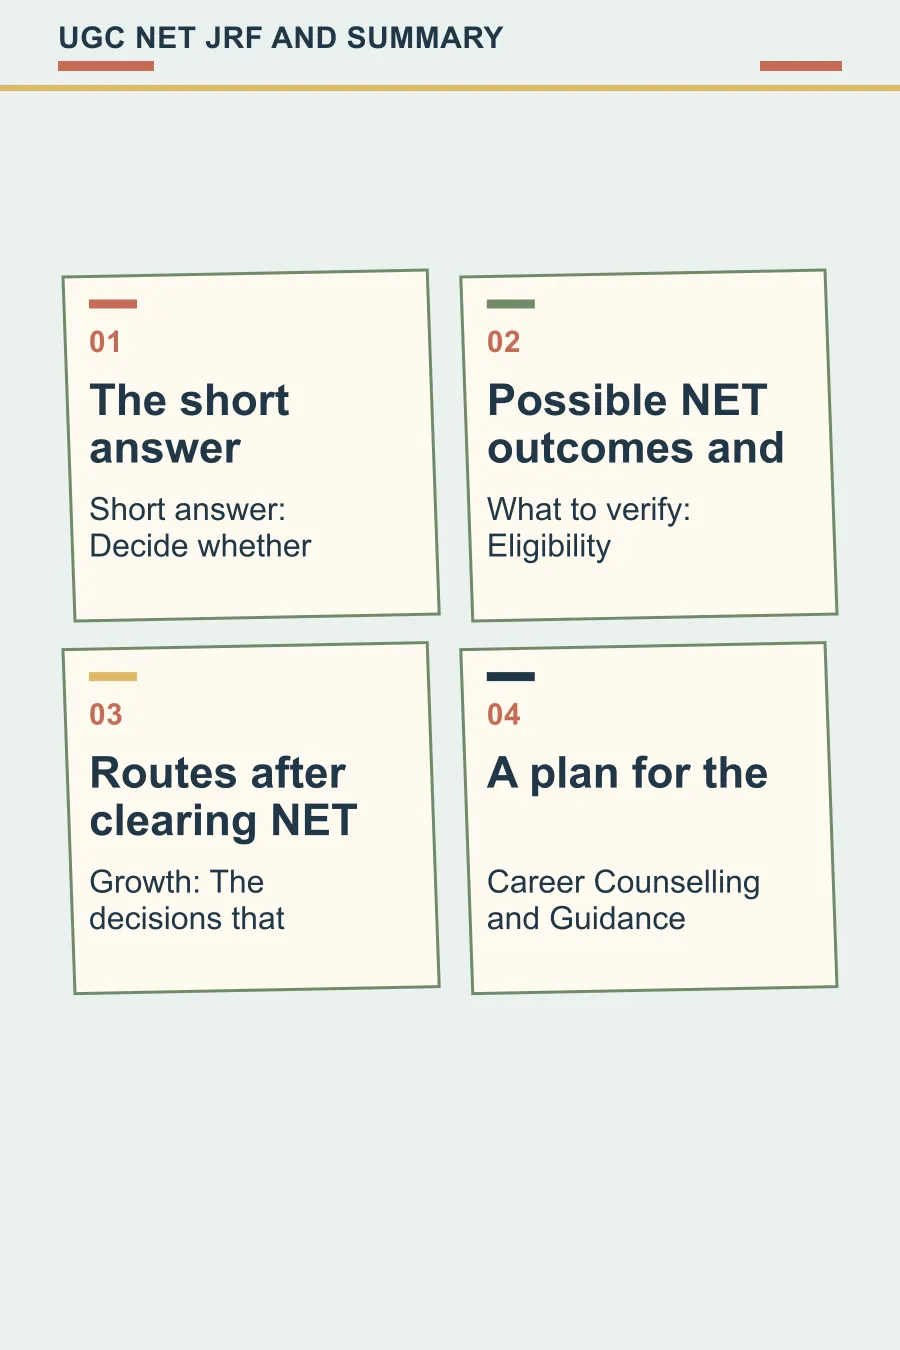 UGC NET JRF AND SUMMARY
01
The short
answer
Short answer:
Decide whether
02
Possible NET
outcomes and
What to verify:
Eligibility
03
Routes after
clearing NET
Growth: The
decisions that
04
A plan for the
Career Counselling
and Guidance